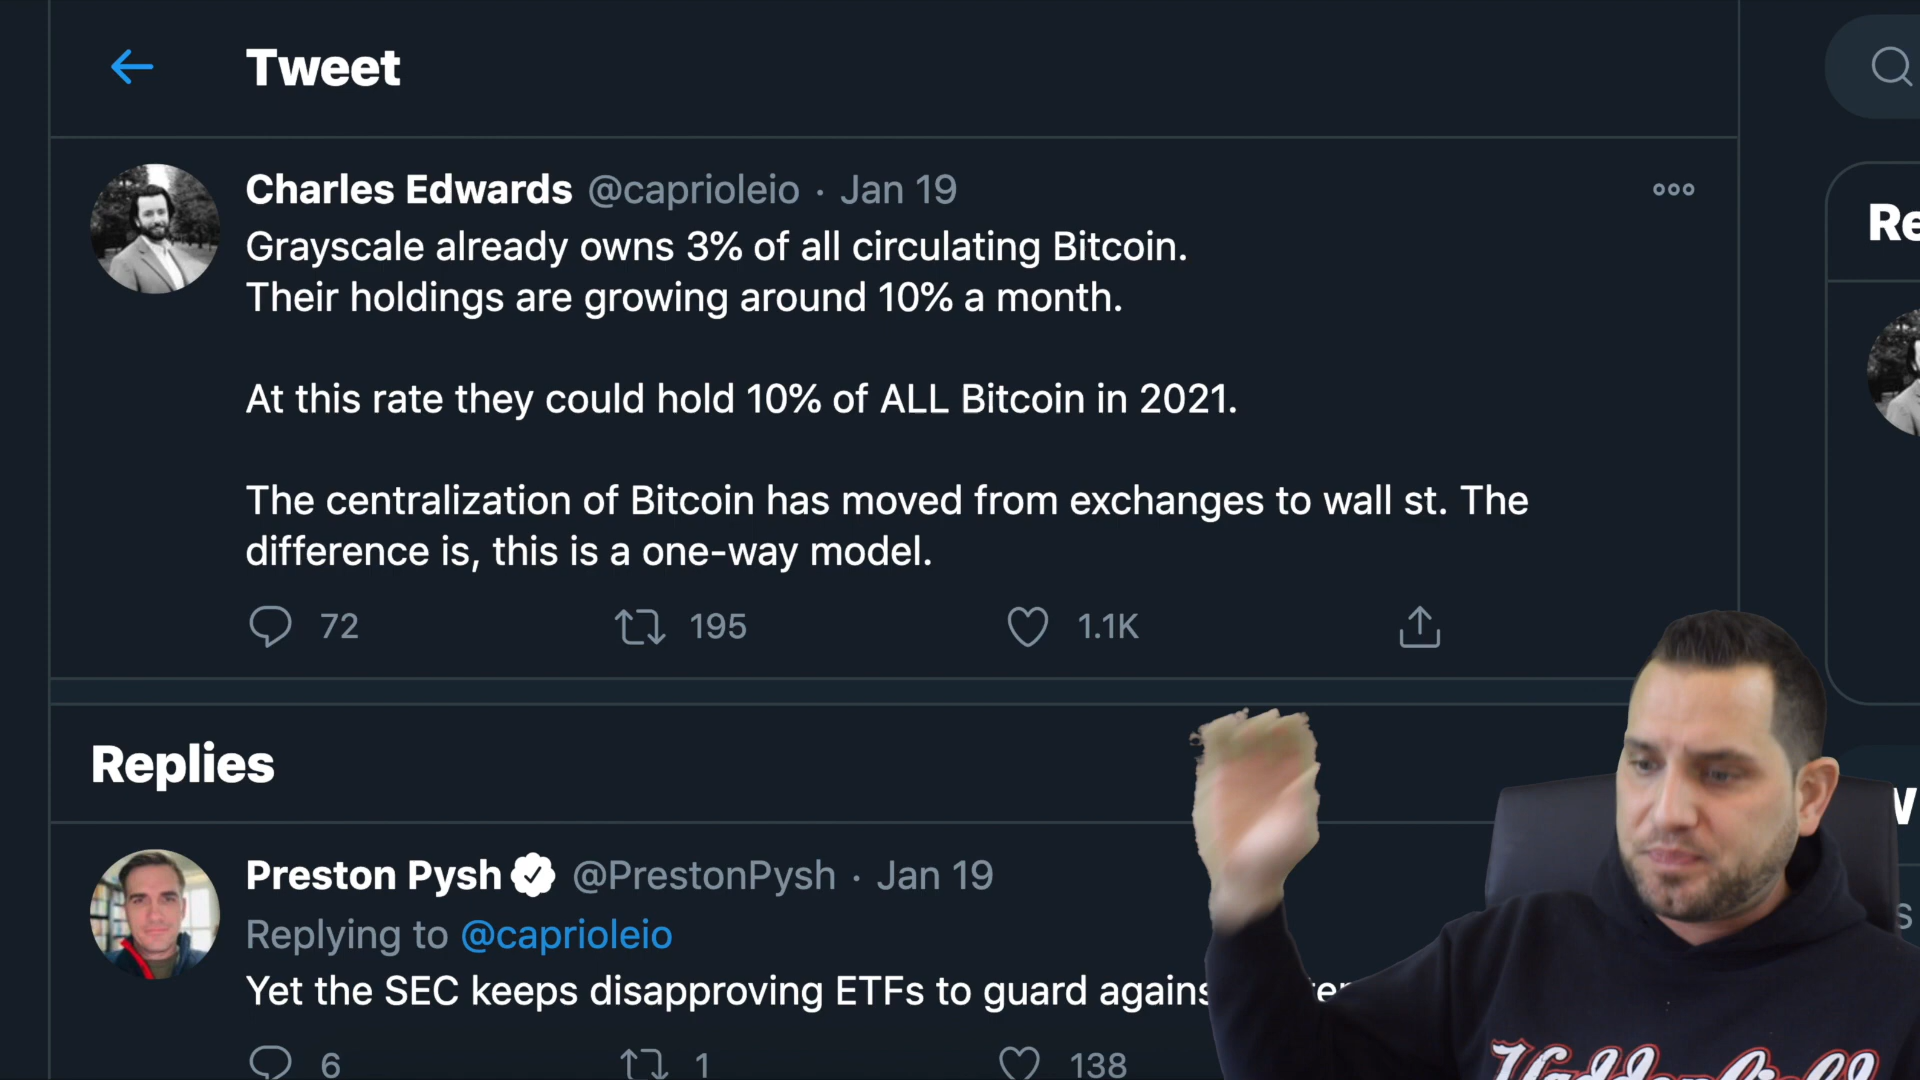 Tweet
Charles Edwards @caprioleio · Jan 19
Grayscale already owns 3% of all circulating Bitcoin.
Their holdings are growing around 10% a month.
At this rate they could hold 10% of ALL Bitcoin in 2021.
The centralization of Bitcoin has moved from exchanges to wall st. The
difference is, this is a one-way model.
72 195 1.1K
Replies
Preston Pysh @PrestonPysh · Jan 19
Replying to @caprioleio
Yet the SEC keeps disapproving ETFs to guard
6 1 138